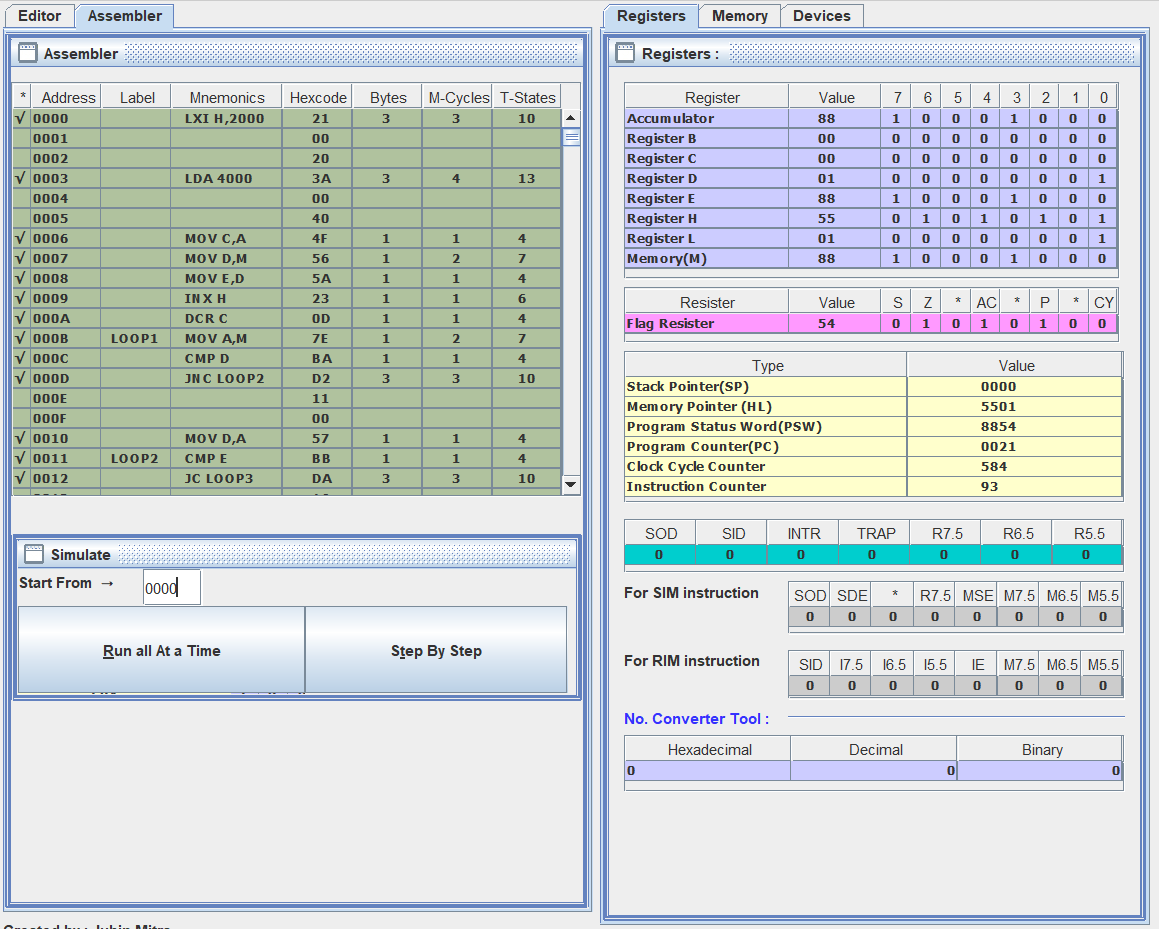 Editor Assembler
Assembler
* Address Label Mnemonics Hexcode Bytes M-Cycles T-States
√ 0000 LXI H,2000 21 3 3 10
0001 00
0002 20
√ 0003 LDA 4000 3A 3 4 13
0004 00
0005 40
√ 0006 MOV C,A 4F 1 1 4
√ 0007 MOV D,M 56 1 2 7
√ 0008 MOV E,D 5A 1 1 4
√ 0009 INX H 23 1 1 6
√ 000A DCR C 0D 1 1 4
√ 000B LOOP1 MOV A,M 7E 1 2 7
√ 000C CMP D BA 1 1 4
√ 000D JNC LOOP2 D2 3 3 10
000E 11
000F 00
√ 0010 MOV D,A 57 1 1 4
√ 0011 LOOP2 CMP E BB 1 1 4
√ 0012 JC LOOP3 DA 3 3 10
Simulate
Start From → 0000
Run all At a Time Step By Step
Registers Memory Devices
Registers :
Register Value 7 6 5 4 3 2 1 0
Accumulator 88 1 0 0 0 1 0 0 0
Register B 00 0 0 0 0 0 0 0 0
Register C 00 0 0 0 0 0 0 0 0
Register D 01 0 0 0 0 0 0 0 1
Register E 88 1 0 0 0 1 0 0 0
Register H 55 0 1 0 1 0 1 0 1
Register L 01 0 0 0 0 0 0 0 1
Memory(M) 88 1 0 0 0 1 0 0 0
Resister Value S Z * AC * P * CY
Flag Resister 54 0 1 0 1 0 1 0 0
Type Value
Stack Pointer(SP) 0000
Memory Pointer (HL) 5501
Program Status Word(PSW) 8854
Program Counter(PC) 0021
Clock Cycle Counter 584
Instruction Counter 93
SOD SID INTR TRAP R7.5 R6.5 R5.5
0 0 0 0 0 0 0
For SIM instruction
SOD SDE * R7.5 MSE M7.5 M6.5 M5.5
0 0 0 0 0 0 0 0
For RIM instruction
SID I7.5 I6.5 I5.5 IE M7.5 M6.5 M5.5
0 0 0 0 0 0 0 0
No. Converter Tool :
Hexadecimal Decimal Binary
0 0 0
Created by : Jubin Mitra